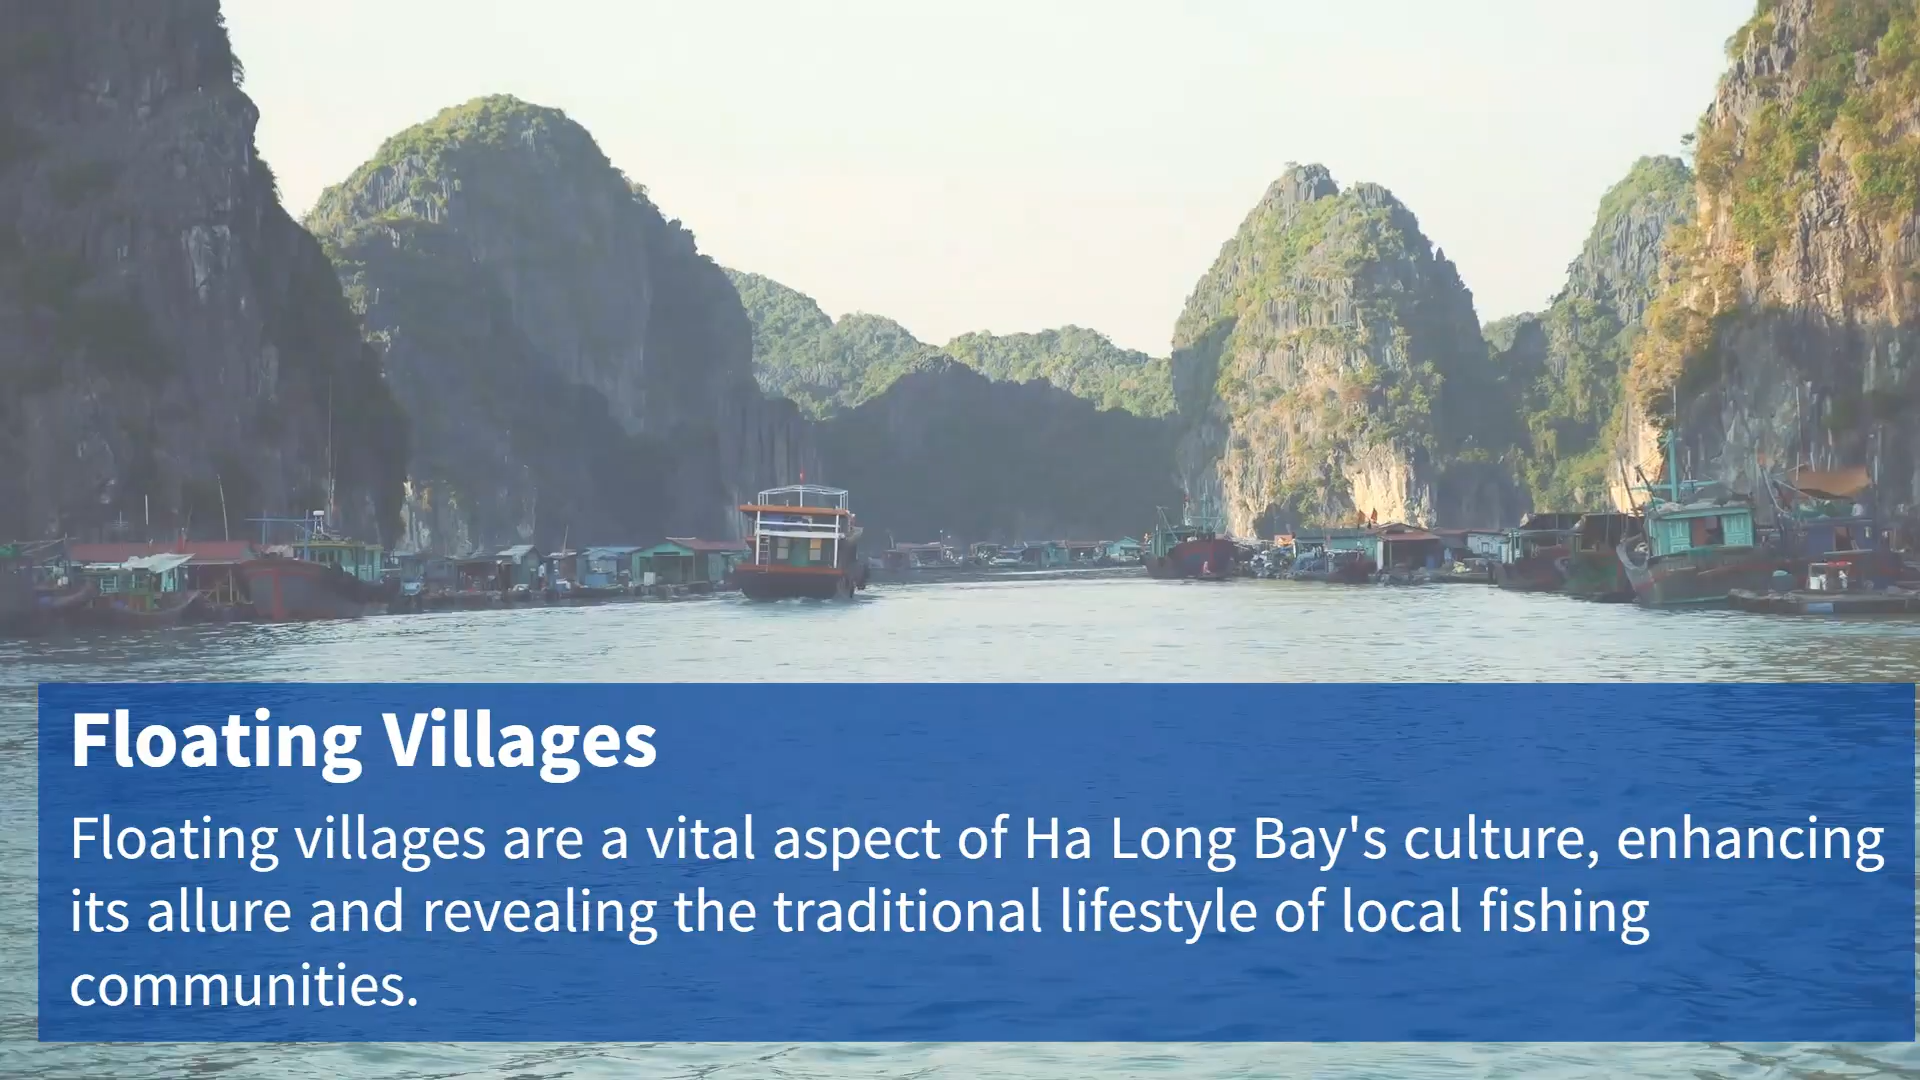 Floating Villages
Floating villages are a vital aspect of Ha Long Bay's culture, enhancing
its allure and revealing the traditional lifestyle of local fishing
communities.